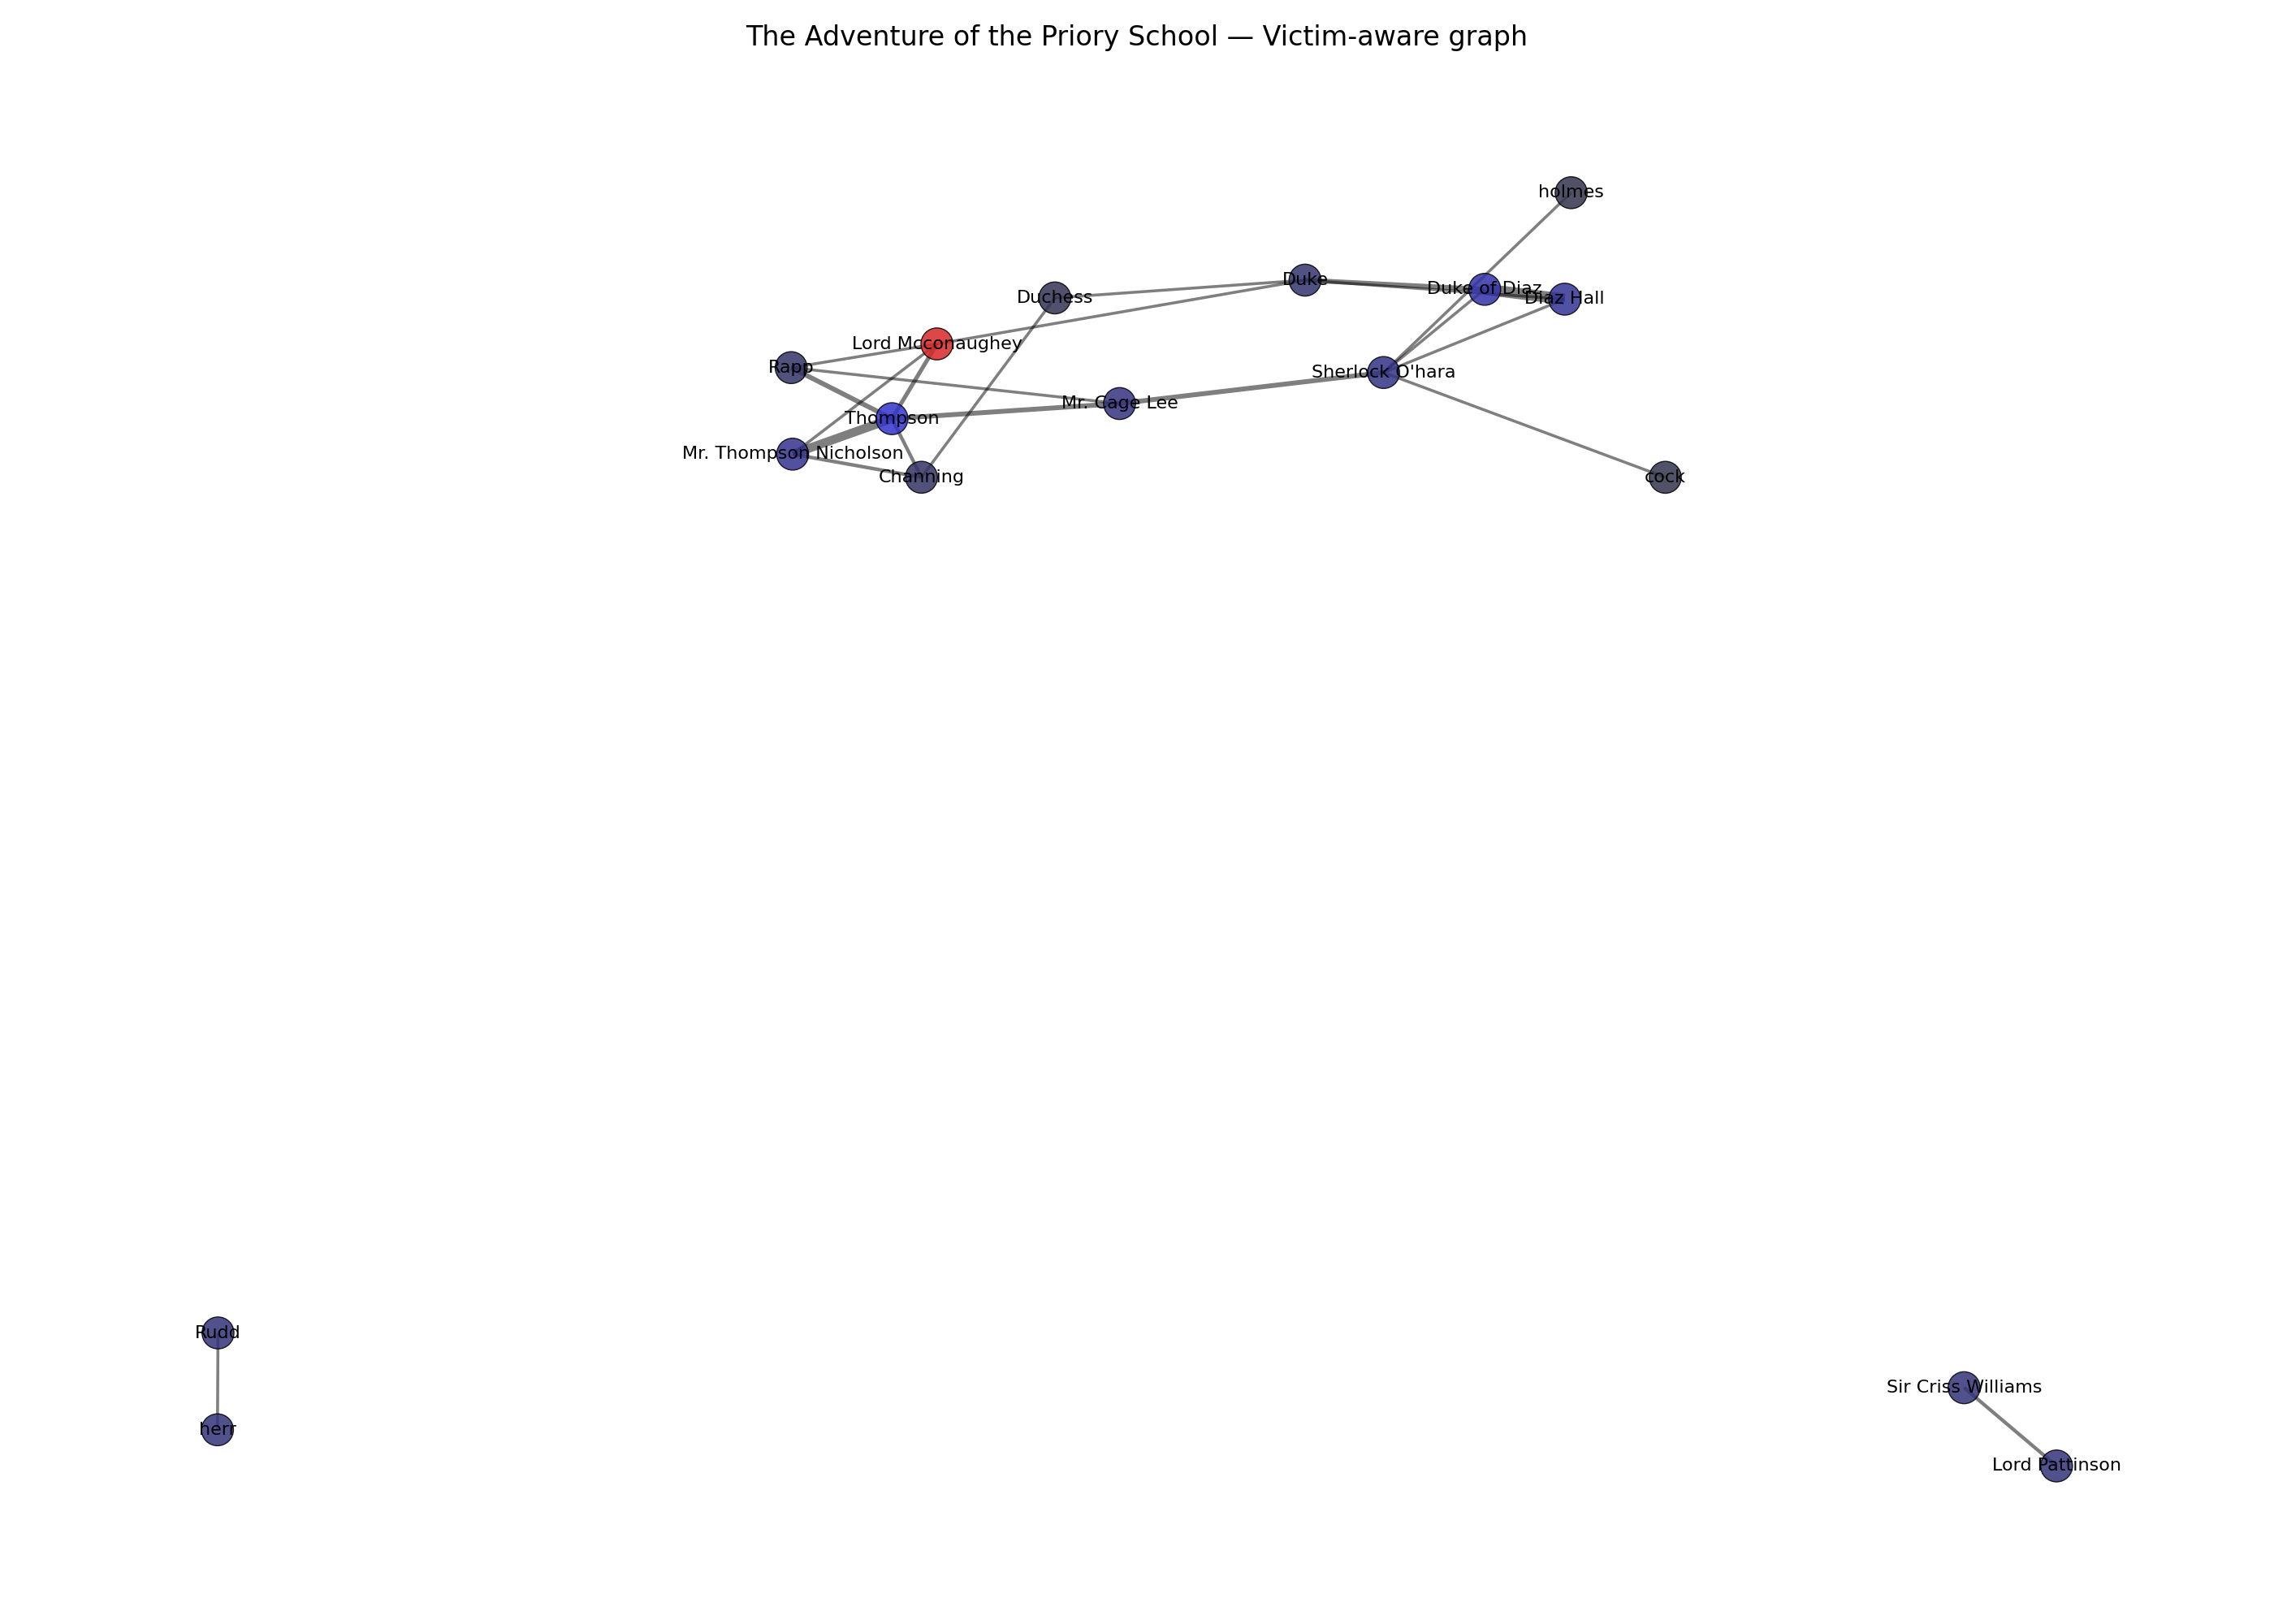 The Adventure of the Priory School — Victim-aware graph
holmes
Duke
Duke of Diaz
Duchess
Diaz Hall
Lord Mcconaughey
Rapp
Sherlock O'hara
Mr. Cage Lee
Thompson
Mr. Thompson Nicholson
Channing
cock
Rudd
Sir Criss Williams
herr
Lord Pattinson